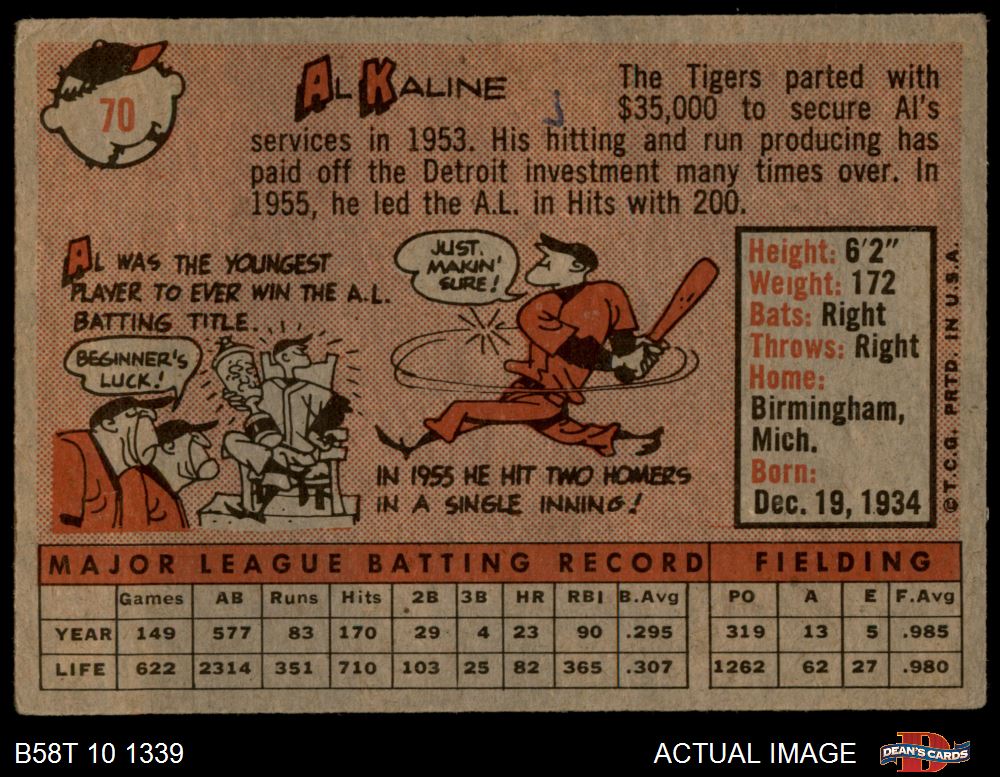 70
AL KALINE
The Tigers parted with
$35,000 to secure Al's
services in 1953. His hitting and run producing has
paid off the Detroit investment many times over. In
1955, he led the A.L. in Hits with 200.
AL WAS THE YOUNGEST
PLAYER TO EVER WIN THE A.L.
BATTING TITLE.
BEGINNER'S
LUCK!
JUST
MAKIN'
SURE!
IN 1955 HE HIT TWO HOMERS
IN A SINGLE INNING!
Height: 6'2"
Weight: 172
Bats: Right
Throws: Right
Home:
Birmingham,
Mich.
Born:
Dec. 19, 1934
©T.C.G. PRTD. IN U.S.A.
MAJOR LEAGUE BATTING RECORD FIELDING
Games AB Runs Hits 2B 3B HR RBI B.Avg PO A E F.Avg
YEAR 149 577 83 170 29 4 23 90 .295 319 13 5 .985
LIFE 622 2314 351 710 103 25 82 365 .307 1262 62 27 .980
B58T 10 1339
ACTUAL IMAGE
DEAN'S CARDS